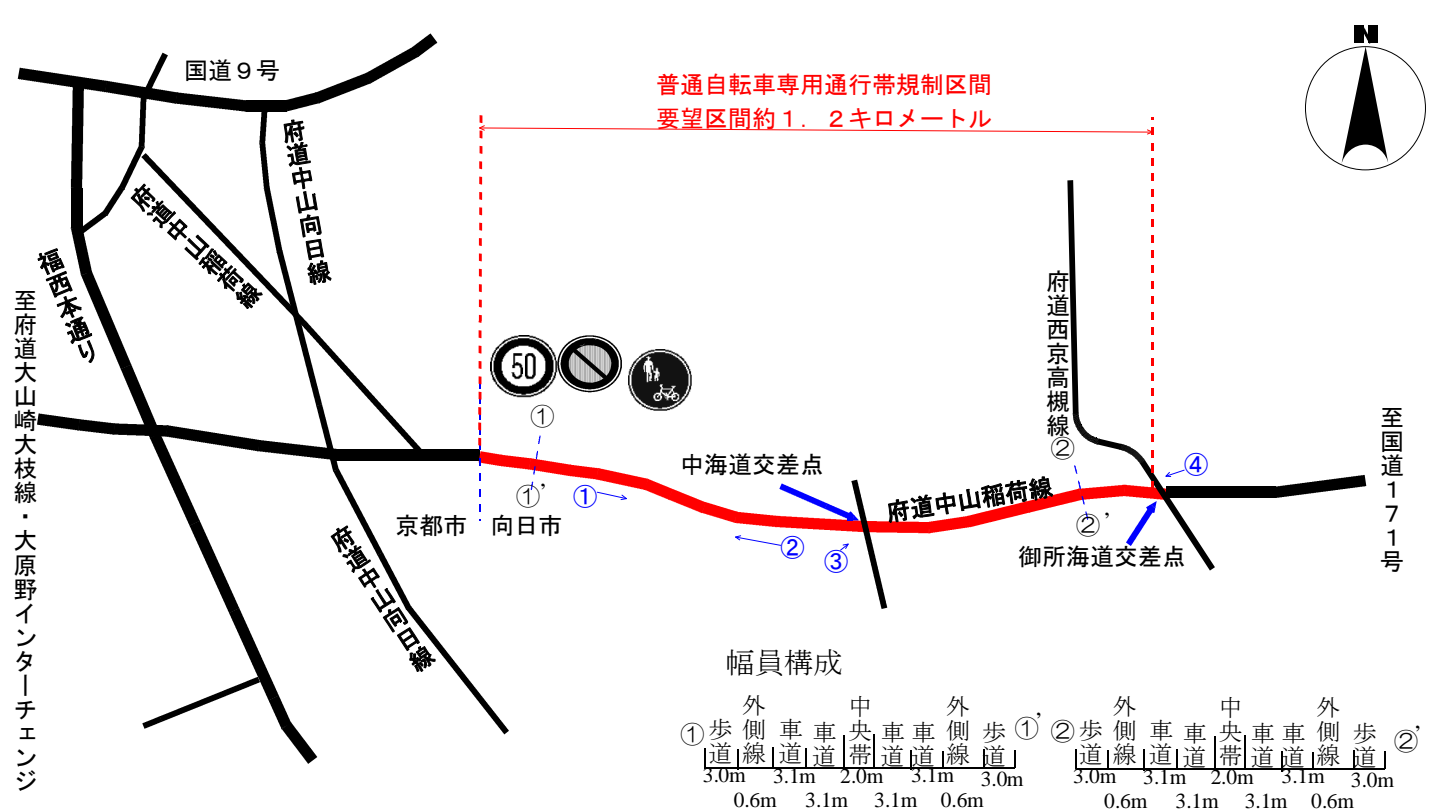 国道９号
普通自転車専用通行帯規制区間
要望区間約１．２キロメートル
N
府道中山向日線
府道中山稲荷線
福西本通り
至府道大山崎大枝線・大原野インターチェンジ
50
①
①’
①
京都市
向日市
中海道交差点
②
③
府道中山稲荷線
府道西京高槻線
②
②’
④
御所海道交差点
至国道１７１号
府道中山向日線
幅員構成
① 歩道 外側線 車道 車道 中央帯 車道 車道 外側線 歩道 ①’
3.0m 3.1m 2.0m 3.1m 3.0m
0.6m 3.1m 3.1m 0.6m
② 歩道 外側線 車道 車道 中央帯 車道 車道 外側線 歩道 ②’
3.0m 3.1m 2.0m 3.1m 3.0m
0.6m 3.1m 3.1m 0.6m